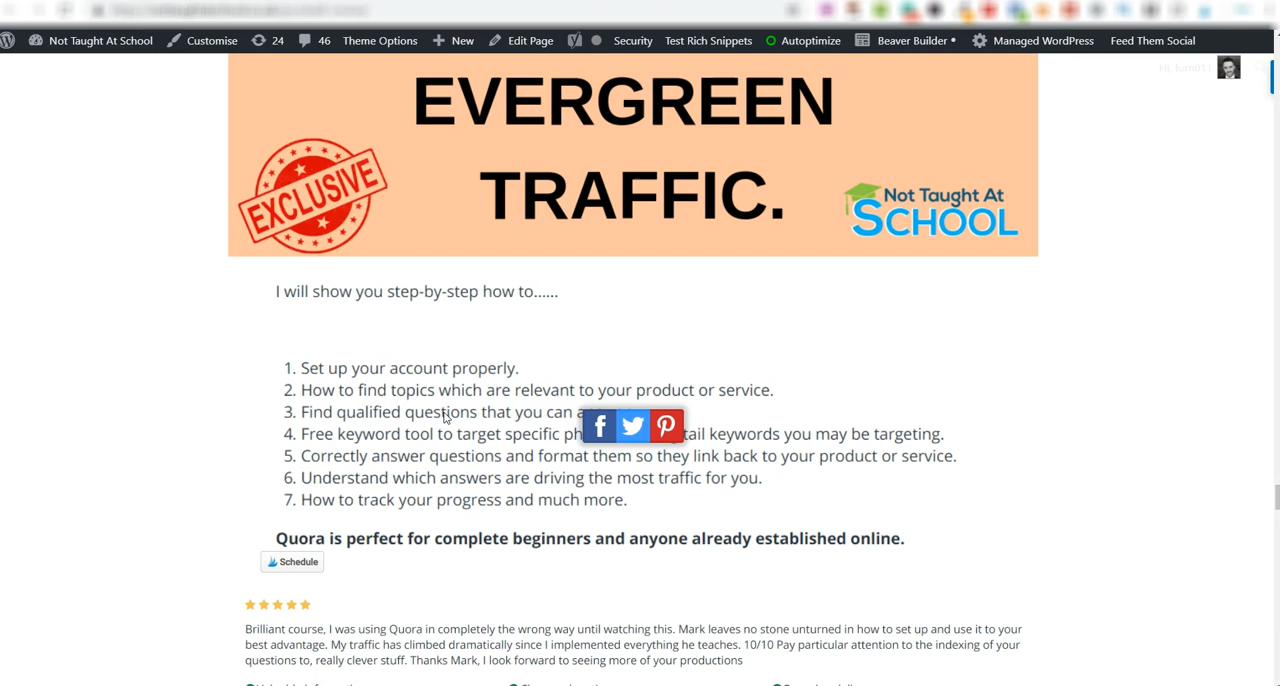 Not Taught At School Customise 24 46 Theme Options New Edit Page Security Test Rich Snippets Autoptimize Beaver Builder Managed WordPress Feed Them Social
EVERGREEN
TRAFFIC.
EXCLUSIVE
Not Taught At
SCHOOL
I will show you step-by-step how to......
1. Set up your account properly.
2. How to find topics which are relevant to your product or service.
3. Find qualified questions that you can
4. Free keyword tool to target specific tail keywords you may be targeting.
5. Correctly answer questions and format them so they link back to your product or service.
6. Understand which answers are driving the most traffic for you.
7. How to track your progress and much more.
Quora is perfect for complete beginners and anyone already established online.
Schedule
Brilliant course, I was using Quora in completely the wrong way until watching this. Mark leaves no stone unturned in how to set up and use it to your
best advantage. My traffic has climbed dramatically since I implemented everything he teaches. 10/10 Pay particular attention to the indexing of your
questions to, really clever stuff. Thanks Mark, I look forward to seeing more of your productions